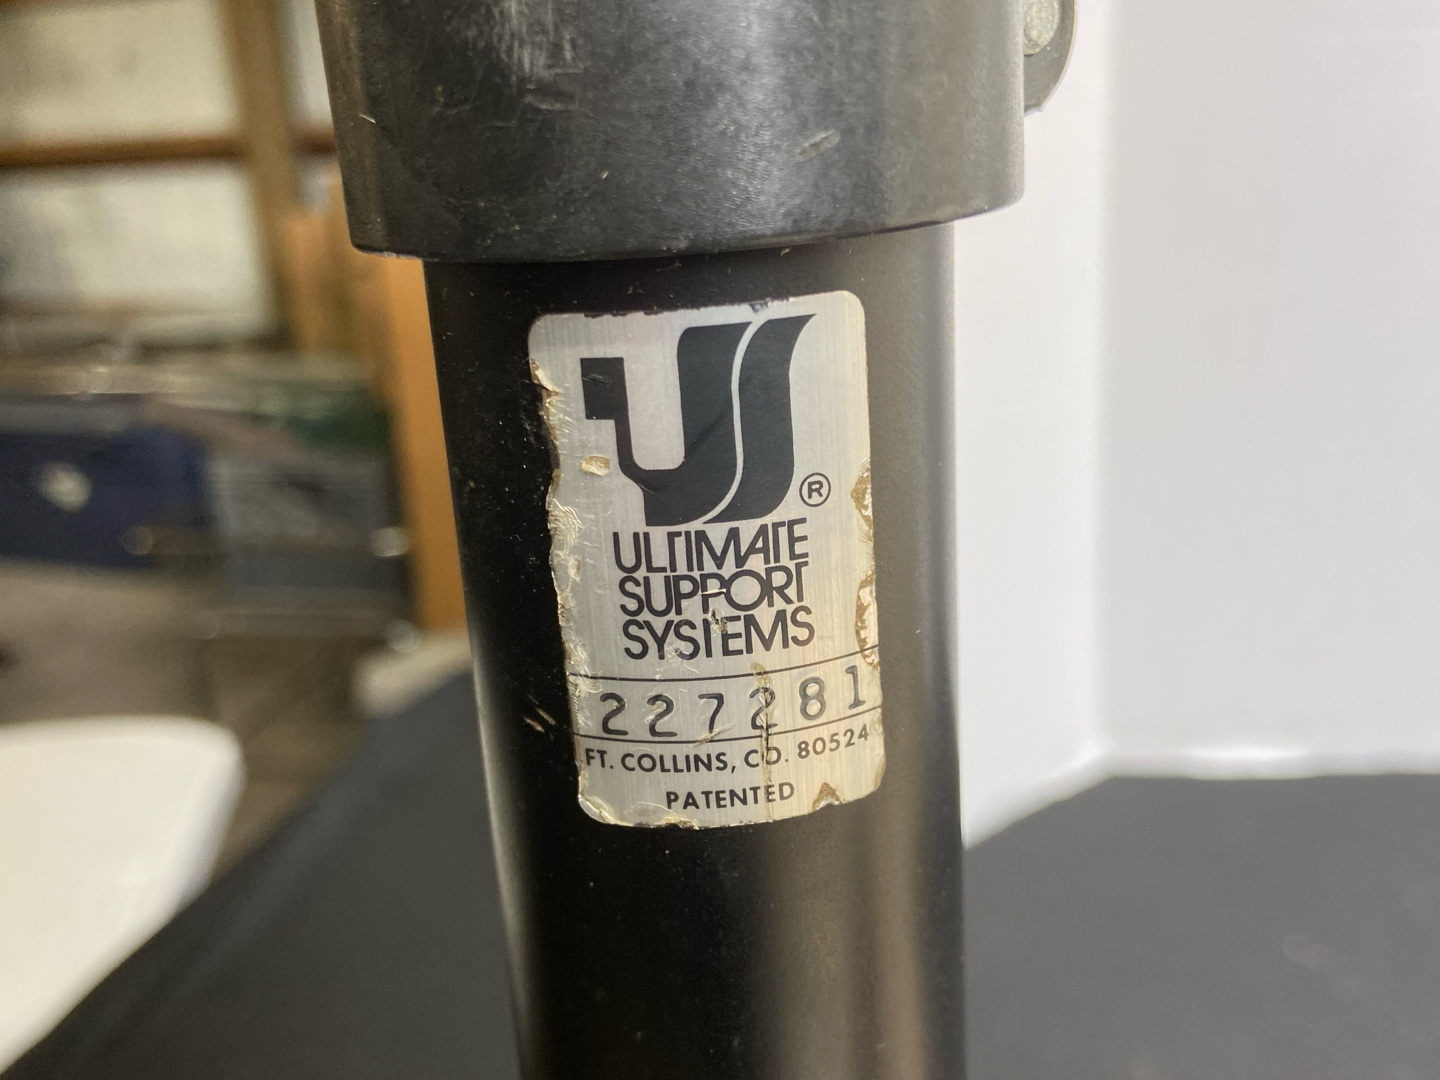 US®
ULTIMATE
SUPPORT
SYSTEMS
227281
FT. COLLINS, CO. 80524
PATENTED